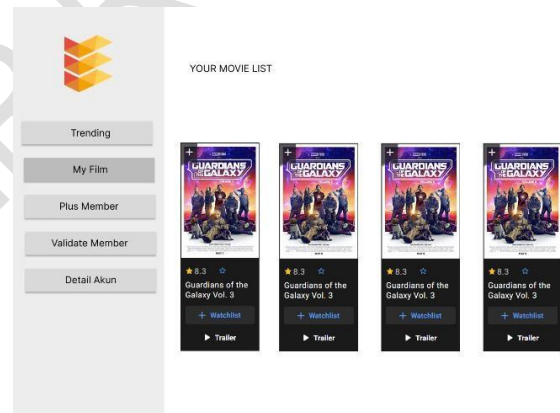 YOUR MOVIE LIST
Trending
My Film
Plus Member
Validate Member
Detail Akun
GUARDIANS
OF THE
GALAXY
GUARDIANS
OF THE
GALAXY
GUARDIANS
OF THE
GALAXY
GUARDIANS
OF THE
GALAXY
8.3
Guardians of the
Galaxy Vol. 3
+ Watchlist
Trailer
8.3
Guardians of the
Galaxy Vol. 3
+ Watchlist
Trailer
8.3
Guardians of the
Galaxy Vol. 3
+ Watchlist
Trailer
8.3
Guardians of the
Galaxy Vol. 3
+ Watchlist
Trailer